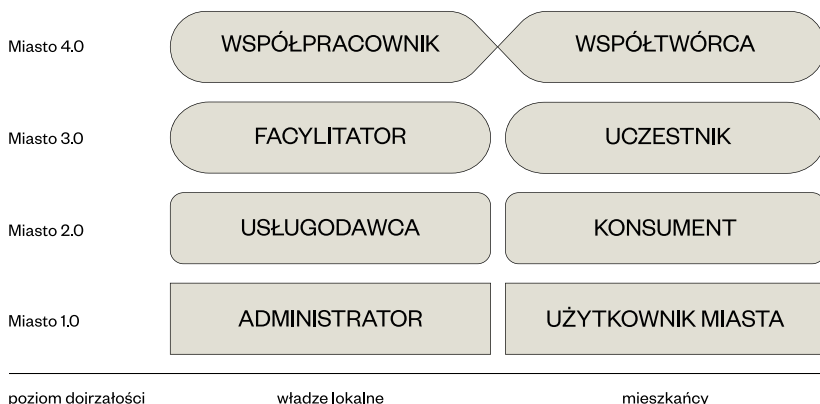 Miasto 4.0 WSPÓŁPRACOWNIK WSPÓŁTWÓRCA
Miasto 3.0 FACYLITATOR UCZESTNIK
Miasto 2.0 USŁUGODAWCA KONSUMENT
Miasto 1.0 ADMINISTRATOR UŻYTKOWNIK MIASTA
poziom dojrzałości władze lokalne mieszkańcy